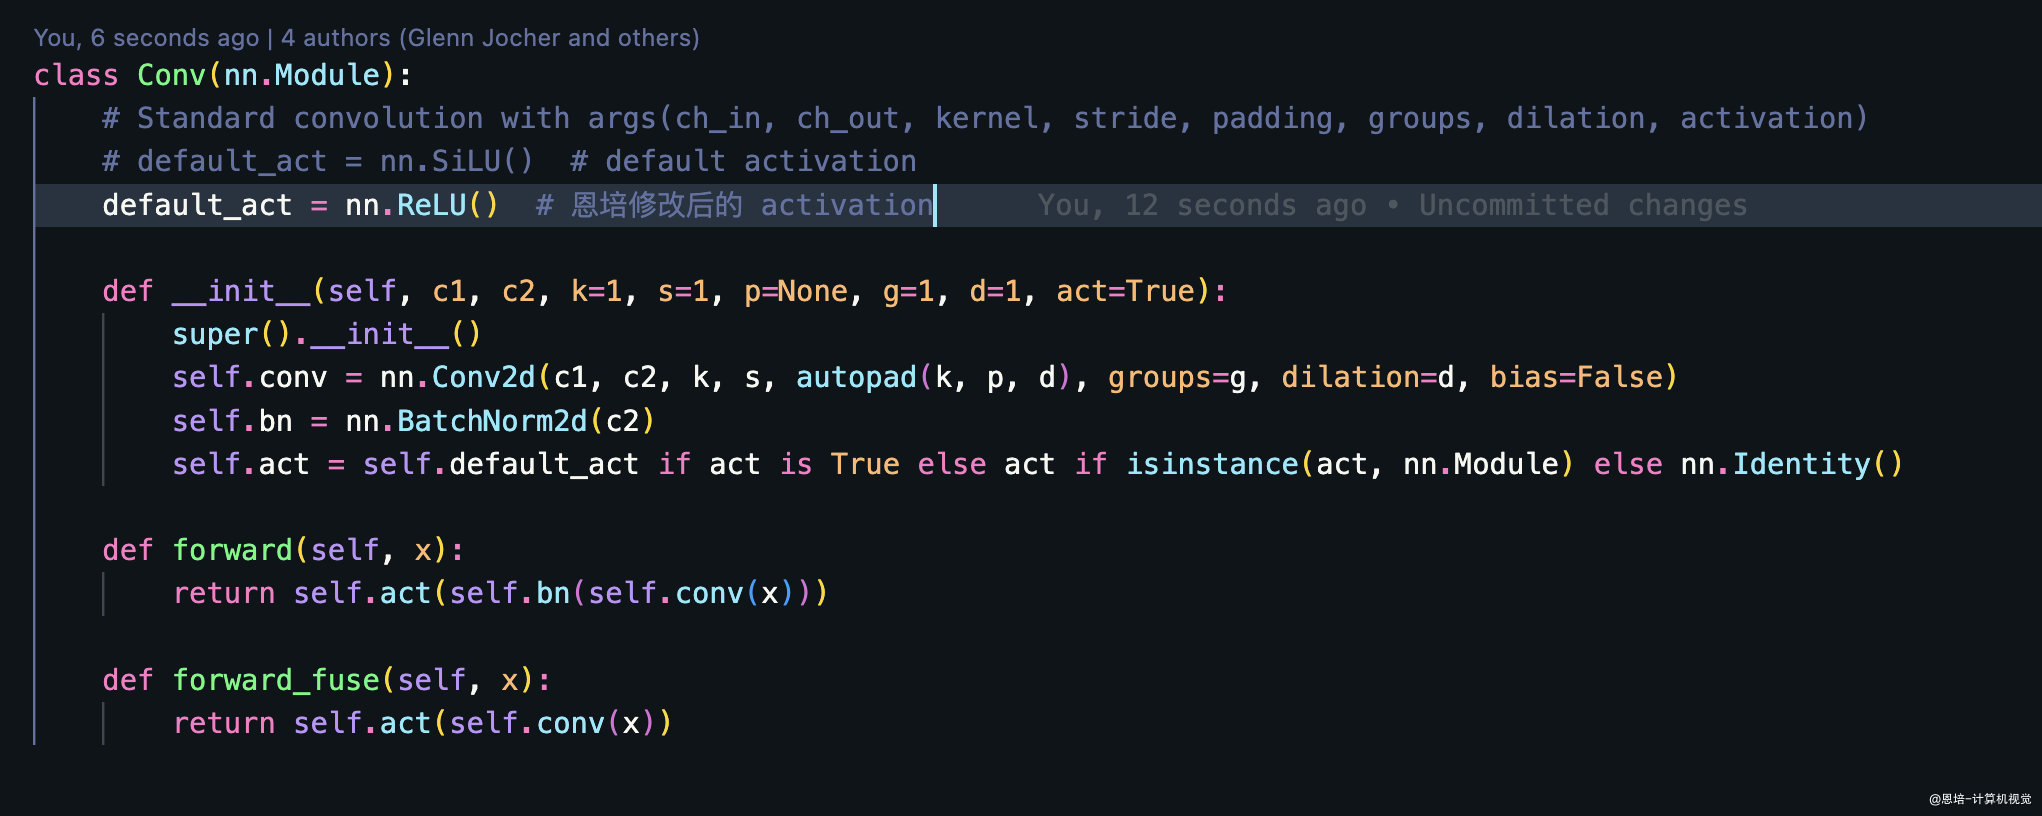 You, 6 seconds ago | 4 authors (Glenn Jocher and others)
class Conv(nn.Module):
    # Standard convolution with args(ch_in, ch_out, kernel, stride, padding, groups, dilation, activation)
    # default_act = nn.SiLU()  # default activation
    default_act = nn.ReLU()  # 恩培修改后的 activation      You, 12 seconds ago • Uncommitted changes

    def __init__(self, c1, c2, k=1, s=1, p=None, g=1, d=1, act=True):
        super().__init__()
        self.conv = nn.Conv2d(c1, c2, k, s, autopad(k, p, d), groups=g, dilation=d, bias=False)
        self.bn = nn.BatchNorm2d(c2)
        self.act = self.default_act if act is True else act if isinstance(act, nn.Module) else nn.Identity()

    def forward(self, x):
        return self.act(self.bn(self.conv(x)))

    def forward_fuse(self, x):
        return self.act(self.conv(x))
@恩培-计算机视觉